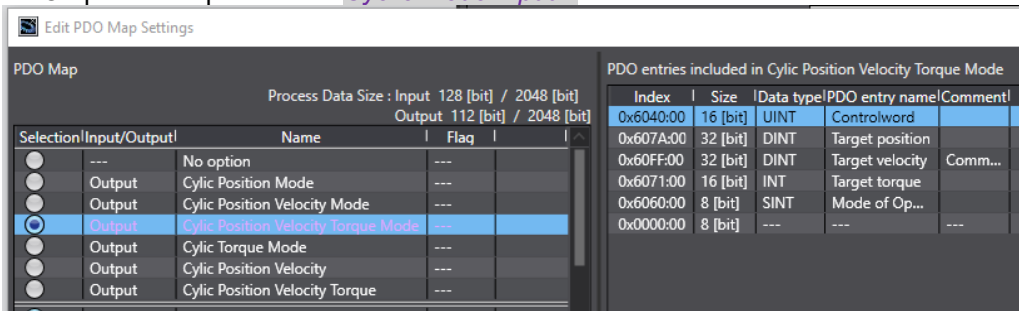 Edit PDO Map Settings
PDO Map
Process Data Size : Input 128 [bit] / 2048 [bit]
Output 112 [bit] / 2048 [bit]
Selection Input/Output Name Flag
--- No option ---
Output Cylic Position Mode ---
Output Cylic Position Velocity Mode ---
Output Cylic Position Velocity Torque Mode ---
Output Cylic Torque Mode ---
Output Cylic Position Velocity ---
Output Cylic Position Velocity Torque ---
PDO entries included in Cylic Position Velocity Torque Mode
Index Size Data type PDO entry name Comment
0x6040:00 16 [bit] UINT Controlword
0x607A:00 32 [bit] DINT Target position
0x60FF:00 32 [bit] DINT Target velocity Comm...
0x6071:00 16 [bit] INT Target torque
0x6060:00 8 [bit] SINT Mode of Op...
0x0000:00 8 [bit] --- --- ---